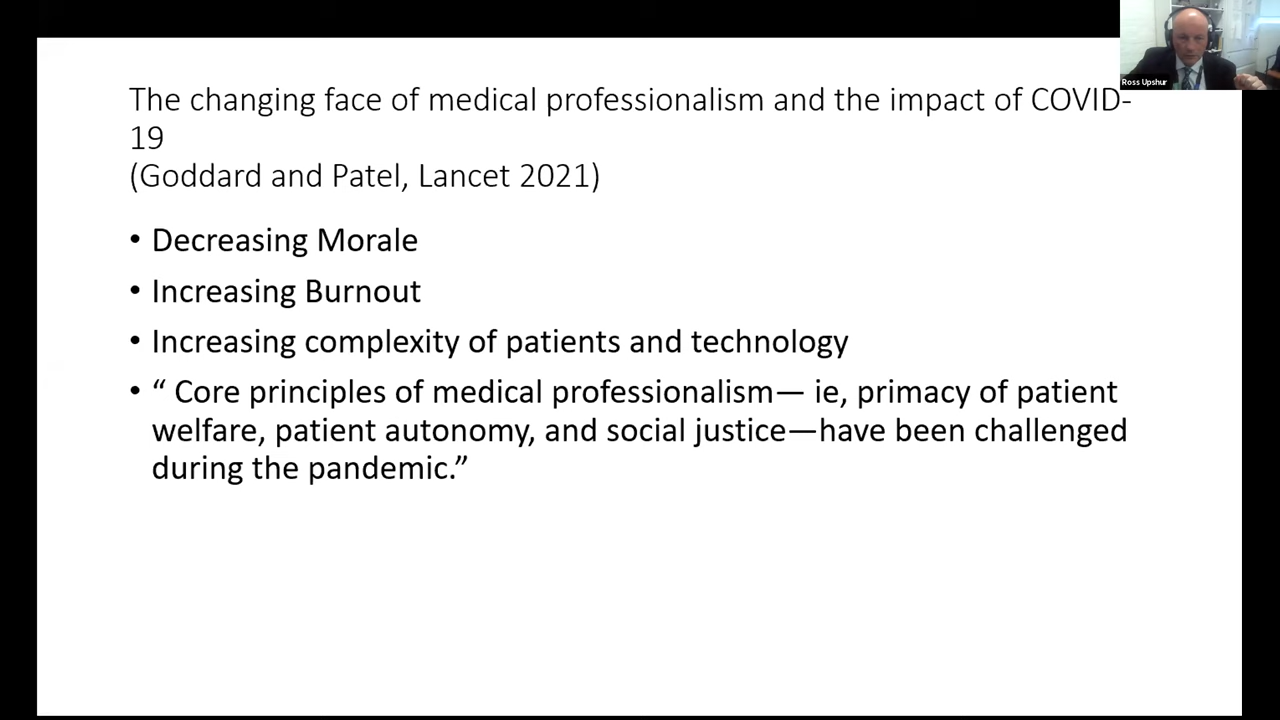 The changing face of medical professionalism and the impact of COVID-
19
(Goddard and Patel, Lancet 2021)
• Decreasing Morale
• Increasing Burnout
• Increasing complexity of patients and technology
• “ Core principles of medical professionalism— ie, primacy of patient
welfare, patient autonomy, and social justice—have been challenged
during the pandemic.”
Ross Upshur